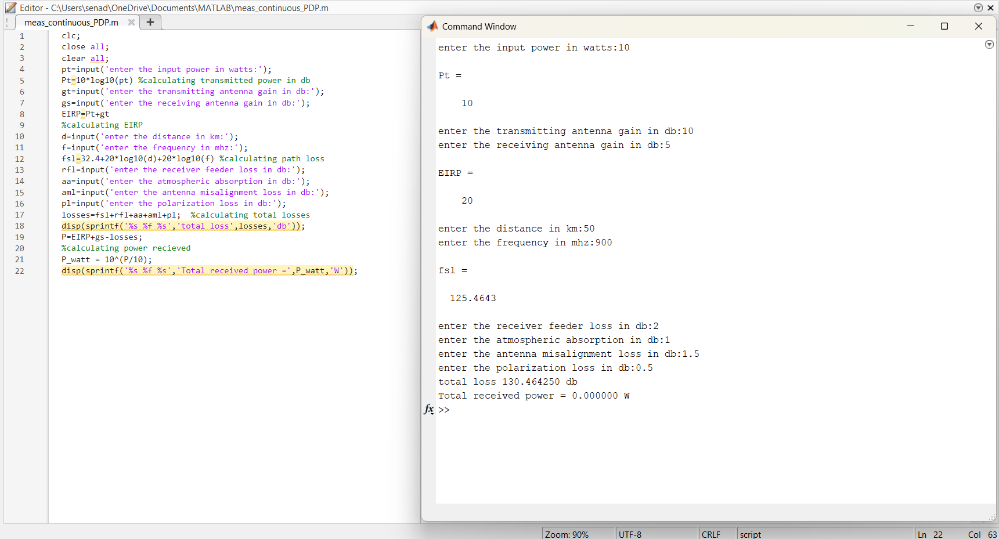 Editor - C:\Users\senad\OneDrive\Documents\MATLAB\meas_continuous_PDP.m
meas_continuous_PDP.m
1 clc;
2 close all;
3 clear all;
4 pt=input('enter the input power in watts:');
5 Pt=10*log10(pt) %calculating transmitted power in db
6 gt=input('enter the transmitting antenna gain in db:');
7 gs=input('enter the receiving antenna gain in db:');
8 EIRP=Pt+gt
9 %calculating EIRP
10 d=input('enter the distance in km:');
11 f=input('enter the frequency in mhz:');
12 fsl=32.4+20*log10(d)+20*log10(f) %calculating path loss
13 rfl=input('enter the receiver feeder loss in db:');
14 aa=input('enter the atmospheric absorption in db:');
15 aml=input('enter the antenna misalignment loss in db:');
16 pl=input('enter the polarization loss in db:');
17 losses=fsl+rfl+aa+aml+pl;  %calculating total losses
18 disp(sprintf('%s %f %s','total loss',losses,'db'));
19 P=EIRP+gs-losses;
20 %calculating power recieved
21 P_watt = 10^(P/10);
22 disp(sprintf('%s %f %s','Total received power =',P_watt,'W'));
Command Window
enter the input power in watts:10
Pt =
10
enter the transmitting antenna gain in db:10
enter the receiving antenna gain in db:5
EIRP =
20
enter the distance in km:50
enter the frequency in mhz:900
fsl =
125.4643
enter the receiver feeder loss in db:2
enter the atmospheric absorption in db:1
enter the antenna misalignment loss in db:1.5
enter the polarization loss in db:0.5
total loss 130.464250 db
Total received power = 0.000000 W
fx >>
Zoom: 90% UTF-8 CRLF script Ln 22 Col 63